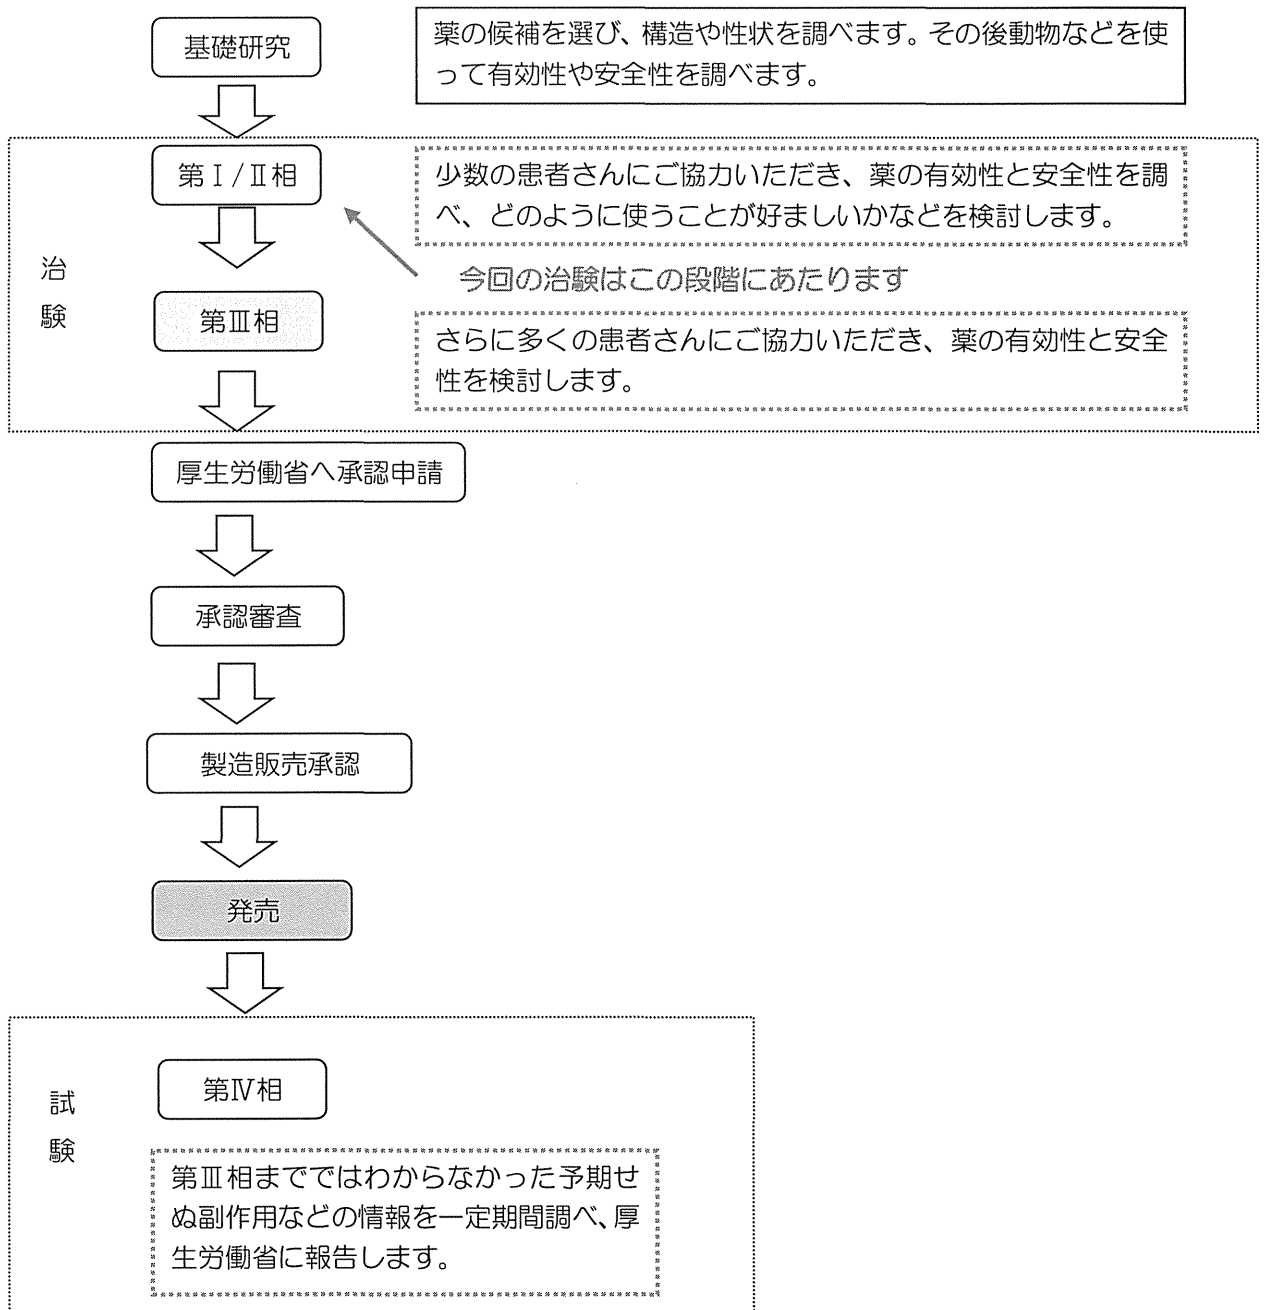 基礎研究
薬の候補を選び、構造や性状を調べます。その後動物などを使
って有効性や安全性を調べます。
治
験
第Ⅰ/Ⅱ相
少数の患者さんにご協力いただき、薬の有効性と安全性を調
べ、どのように使うことが好ましいかなどを検討します。
今回の治験はこの段階にあたります
第Ⅲ相
さらに多くの患者さんにご協力いただき、薬の有効性と安全
性を検討します。
厚生労働省へ承認申請
承認審査
製造販売承認
発売
試
験
第Ⅳ相
第Ⅲ相までではわからなかった予期せ
ぬ副作用などの情報を一定期間調べ、厚
生労働省に報告します。